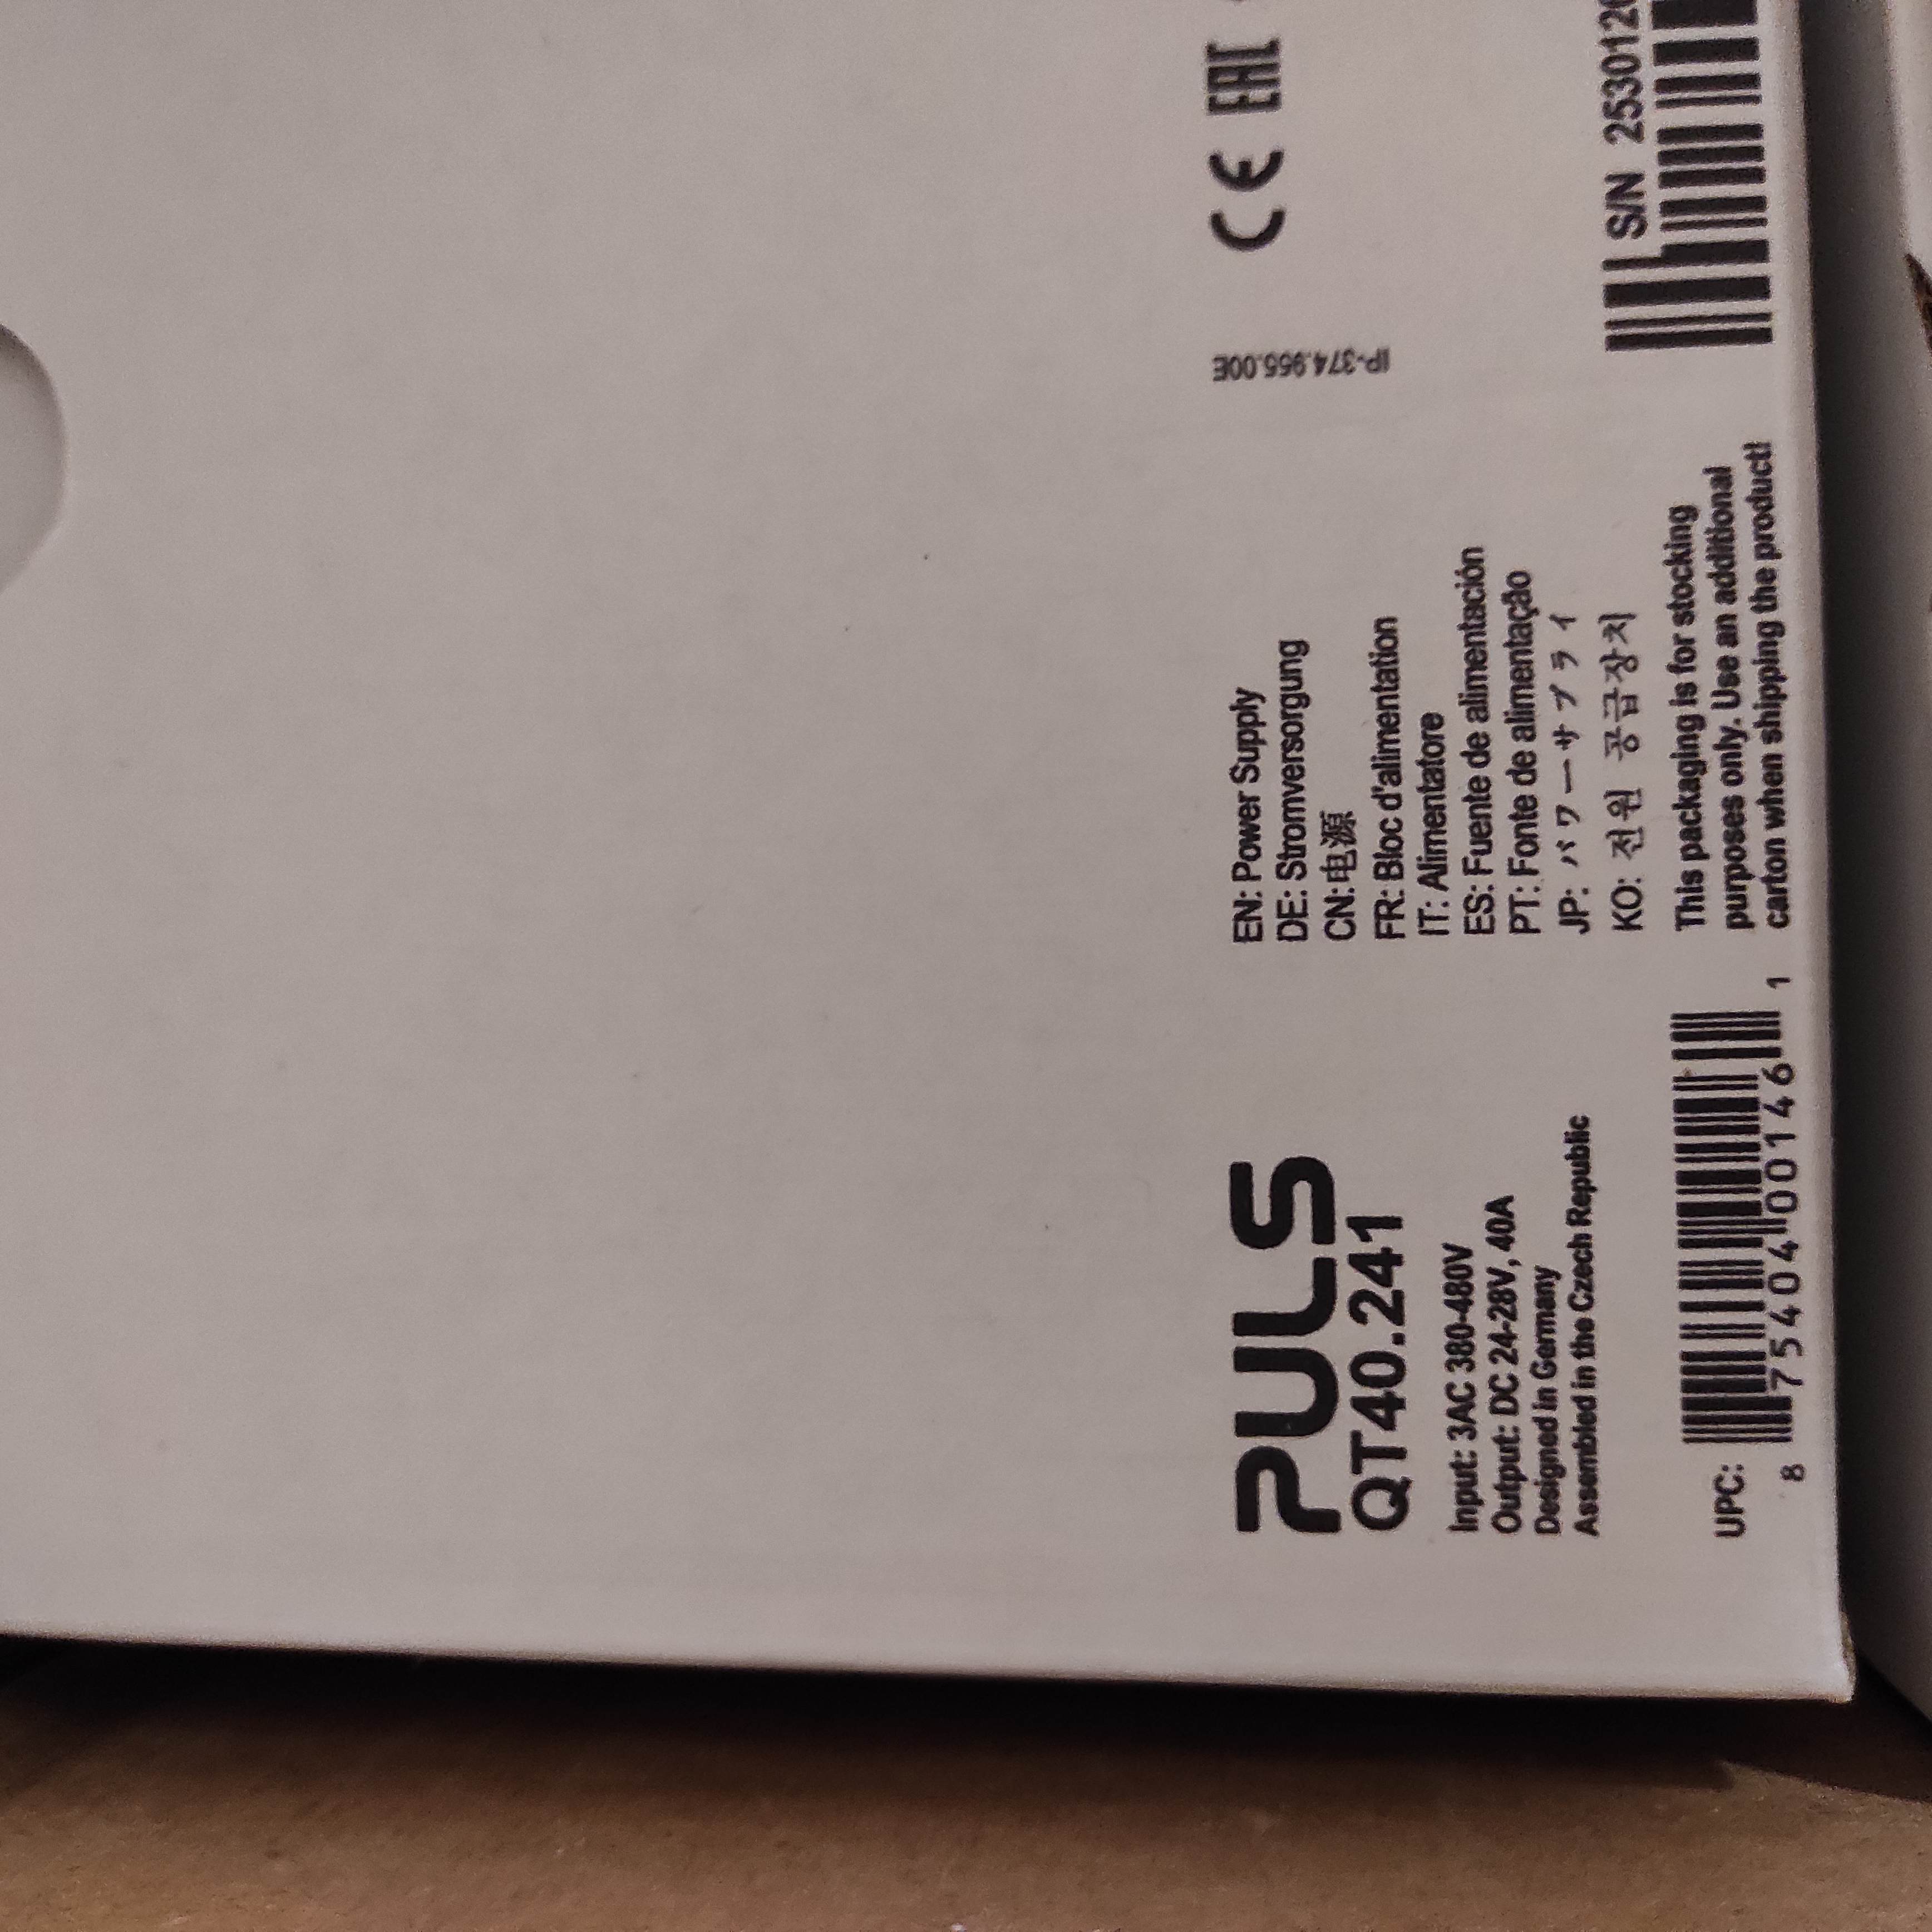 PULS
QT40.241
Input: 3AC 380-480V
Output: DC 24-28V, 40A
Designed in Germany
Assembled in the Czech Republic
UPC:
8 75404 00146 1
EN: Power Supply
DE: Stromversorgung
CN:电源
FR: Bloc d'alimentation
IT: Alimentatore
ES: Fuente de alimentación
PT: Fonte de alimentação
JP: パワーサプライ
KO: 전원 공급장치
This packaging is for stocking
purposes only. Use an additional
carton when shipping the product!
IP-374.955.00E
CE EAC
S/N 2530120